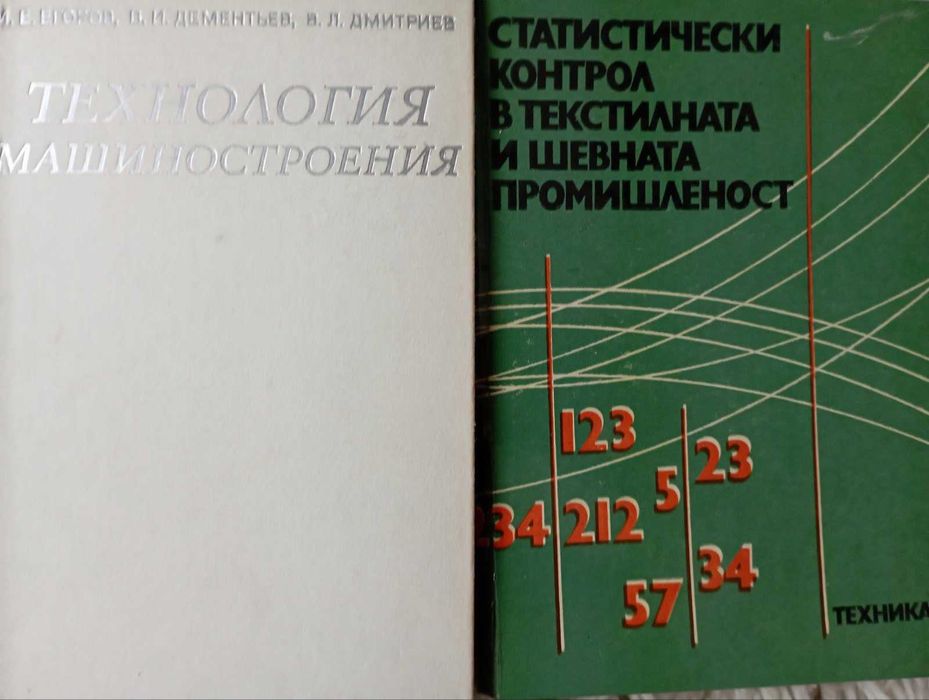 Е. ЕГОРОВ, В. И. ДЕМЕНТЬЕВ, В. Л. ДМИТРИЕВ
ТЕХНОЛОГИЯ
МАШИНОСТРОЕНИЯ
СТАТИСТИЧЕСКИ
КОНТРОЛ
В ТЕКСТИЛНАТА
И ШЕВНАТА
ПРОМИШЛЕНОСТ
123
23
5
234 212
34
57
ТЕХНИКА